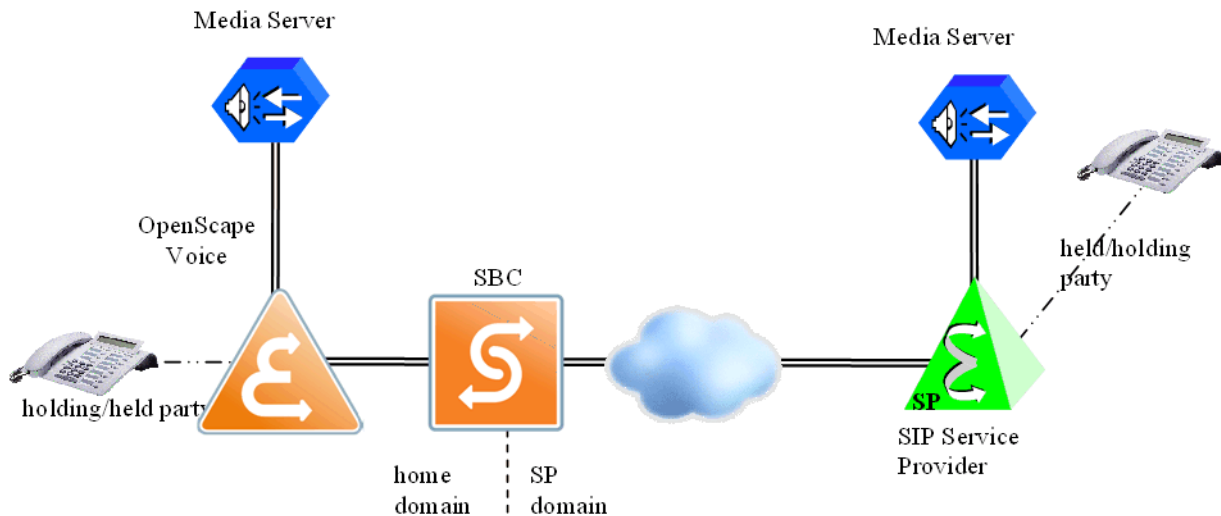 Media Server
Media Server
OpenScape
Voice
held/holding
party
SBC
holding/held party
SP
SIP Service
Provider
home
domain
SP
domain